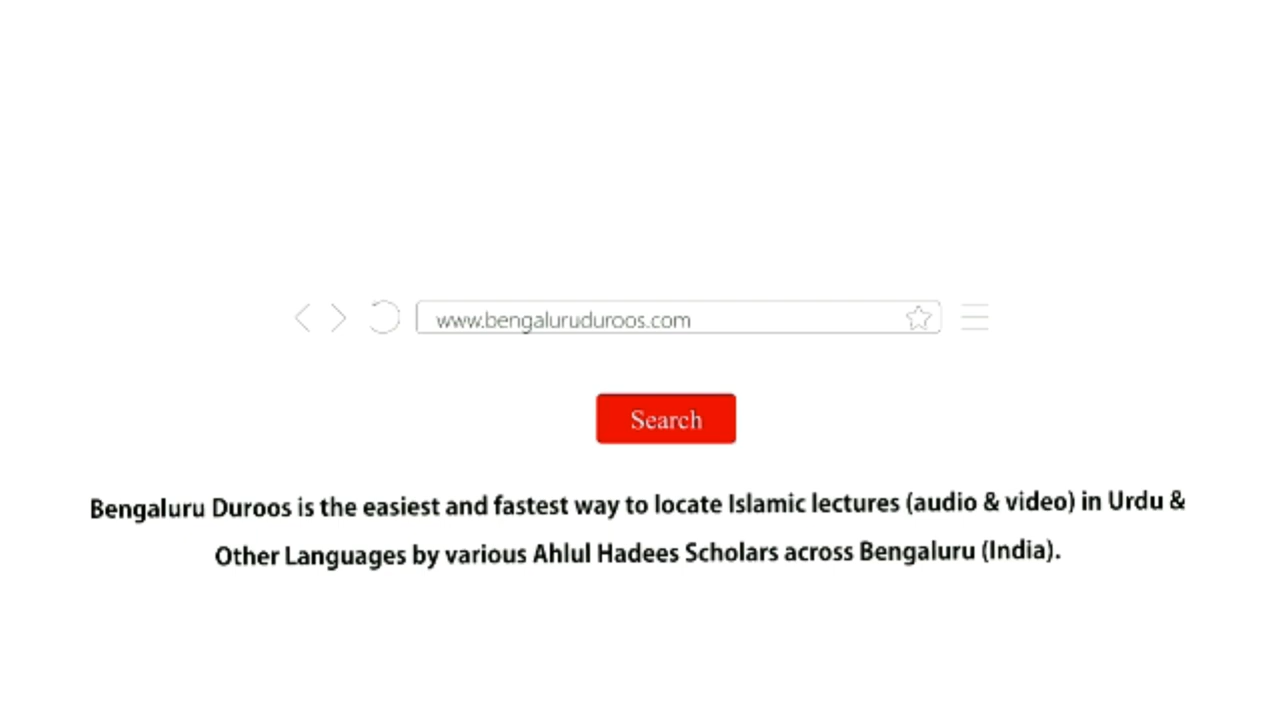 www.bengaluruduroos.com
Search
Bengaluru Duroos is the easiest and fastest way to locate Islamic lectures (audio & video) in Urdu &
Other Languages by various Ahlul Hadees Scholars across Bengaluru (India).